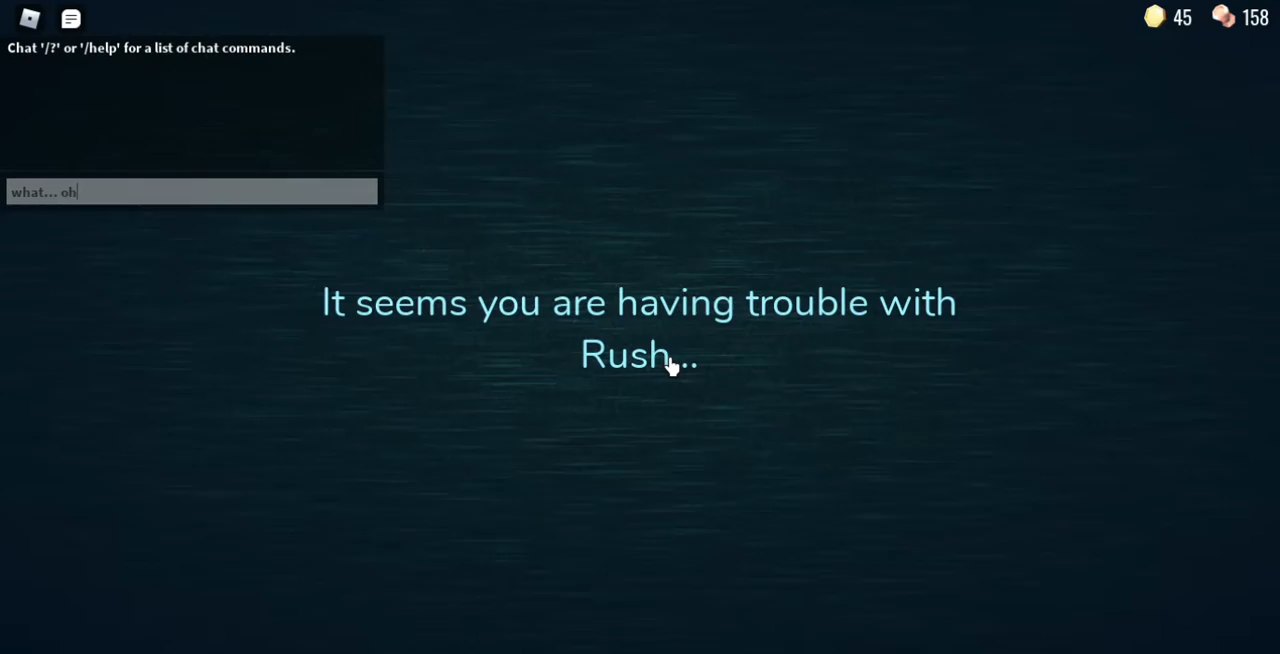 45 158
Chat '/?' or '/help' for a list of chat commands.
what... oh
It seems you are having trouble with
Rush...